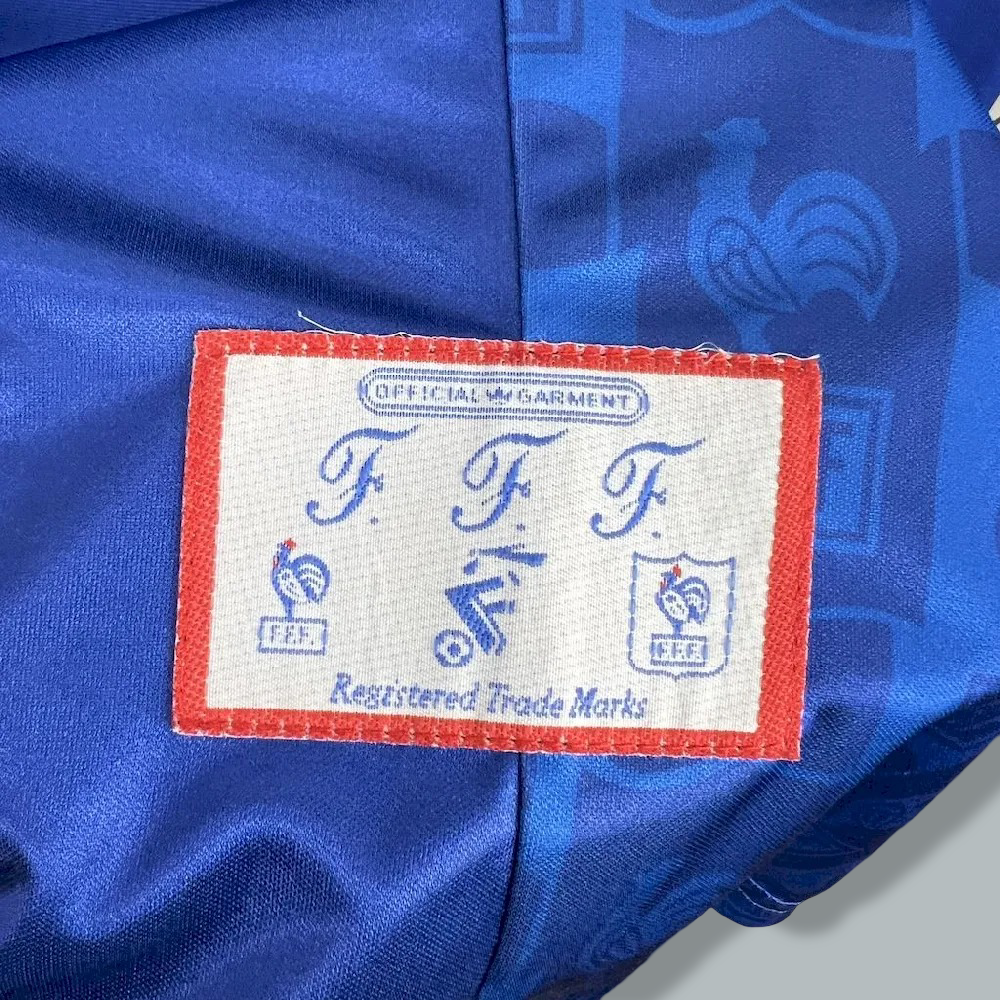 OFFICIAL GARMENT
F. F. F.
F.F.F. F.F.F.
Registered Trade Marks